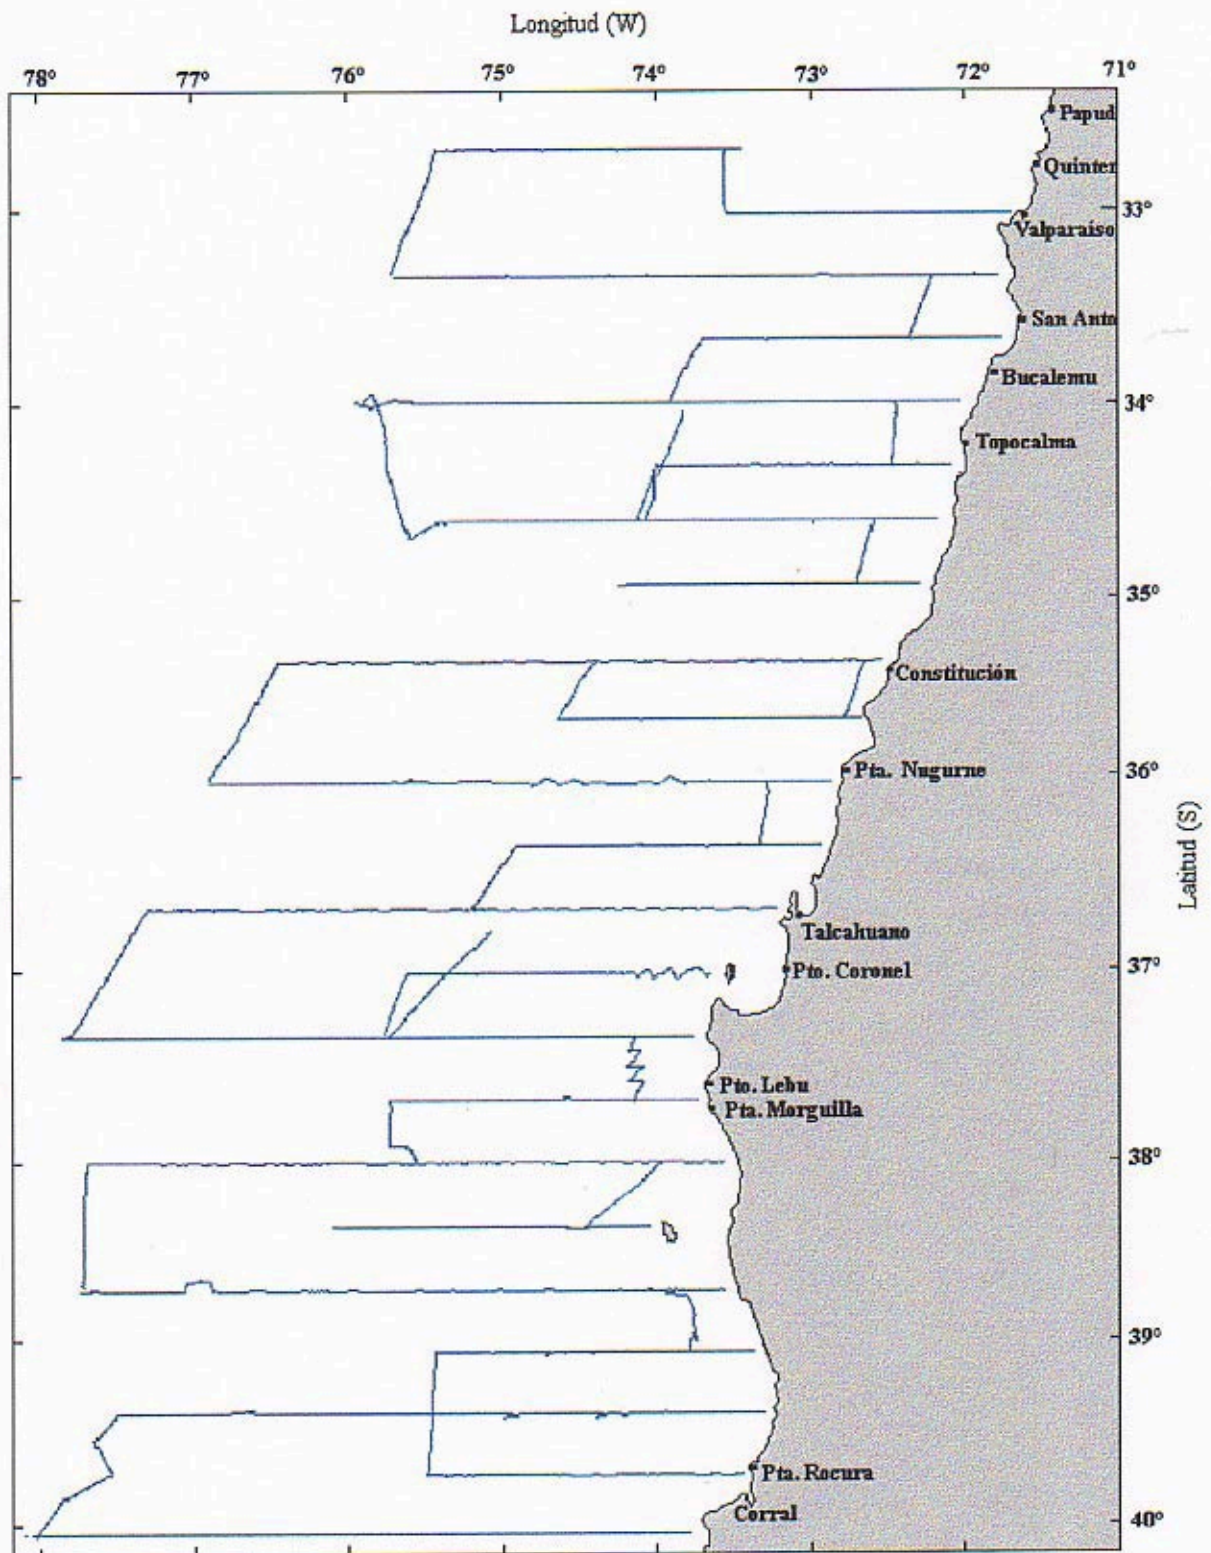 Longitud (W)
78° 77° 76° 75° 74° 73° 72° 71°
Papud
Quinter
33°
Valparaíso
San Anto
Bucalemu
34°
Topocalma
35°
Constitución
Pta. Nugurne
36°
Latitud (S)
Talcahuano
37°
Pto. Coronel
Pto. Lebu
Pta. Morguilla
38°
39°
Pta. Rocura
Corral
40°